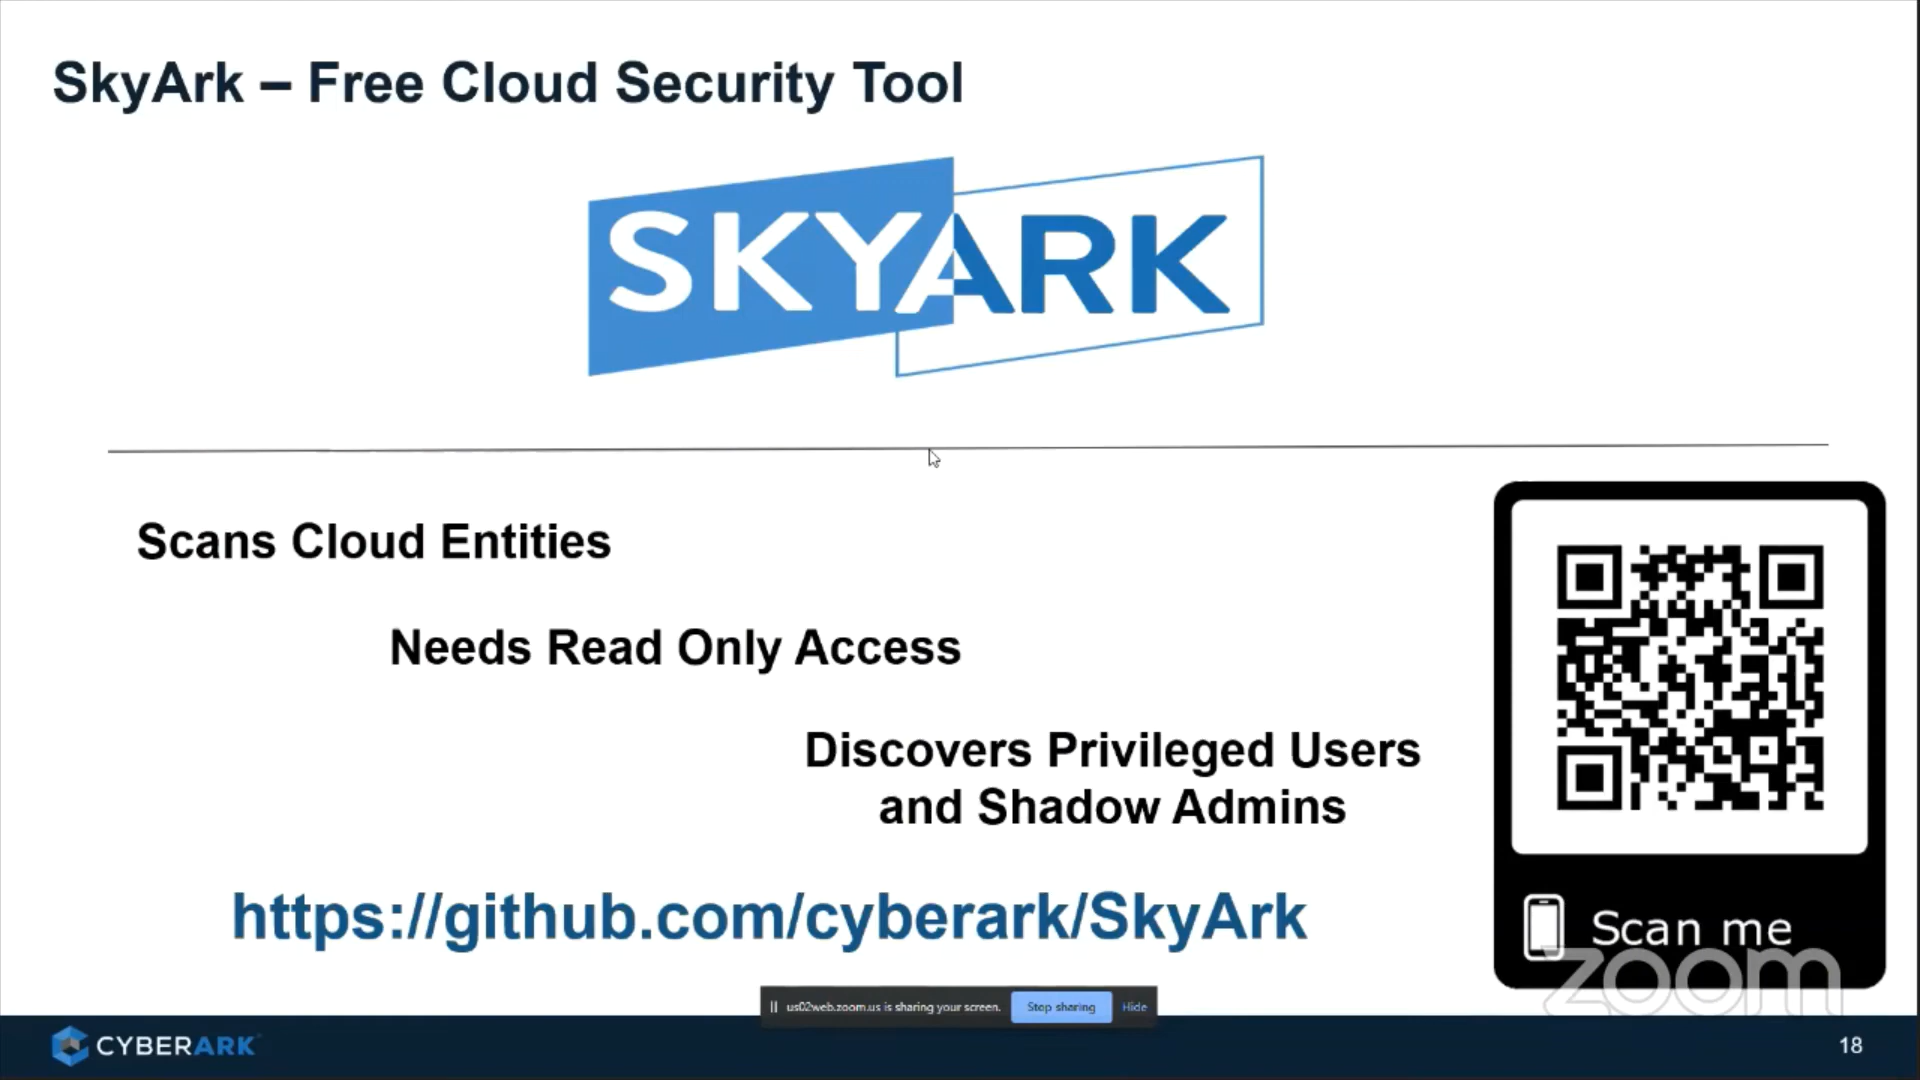 SkyArk – Free Cloud Security Tool
SKYARK
Scans Cloud Entities
Needs Read Only Access
Discovers Privileged Users
and Shadow Admins
https://github.com/cyberark/SkyArk
Scan me
zoom
us02web.zoom.us is sharing your screen.
Stop sharing
Hide
CYBERARK
18